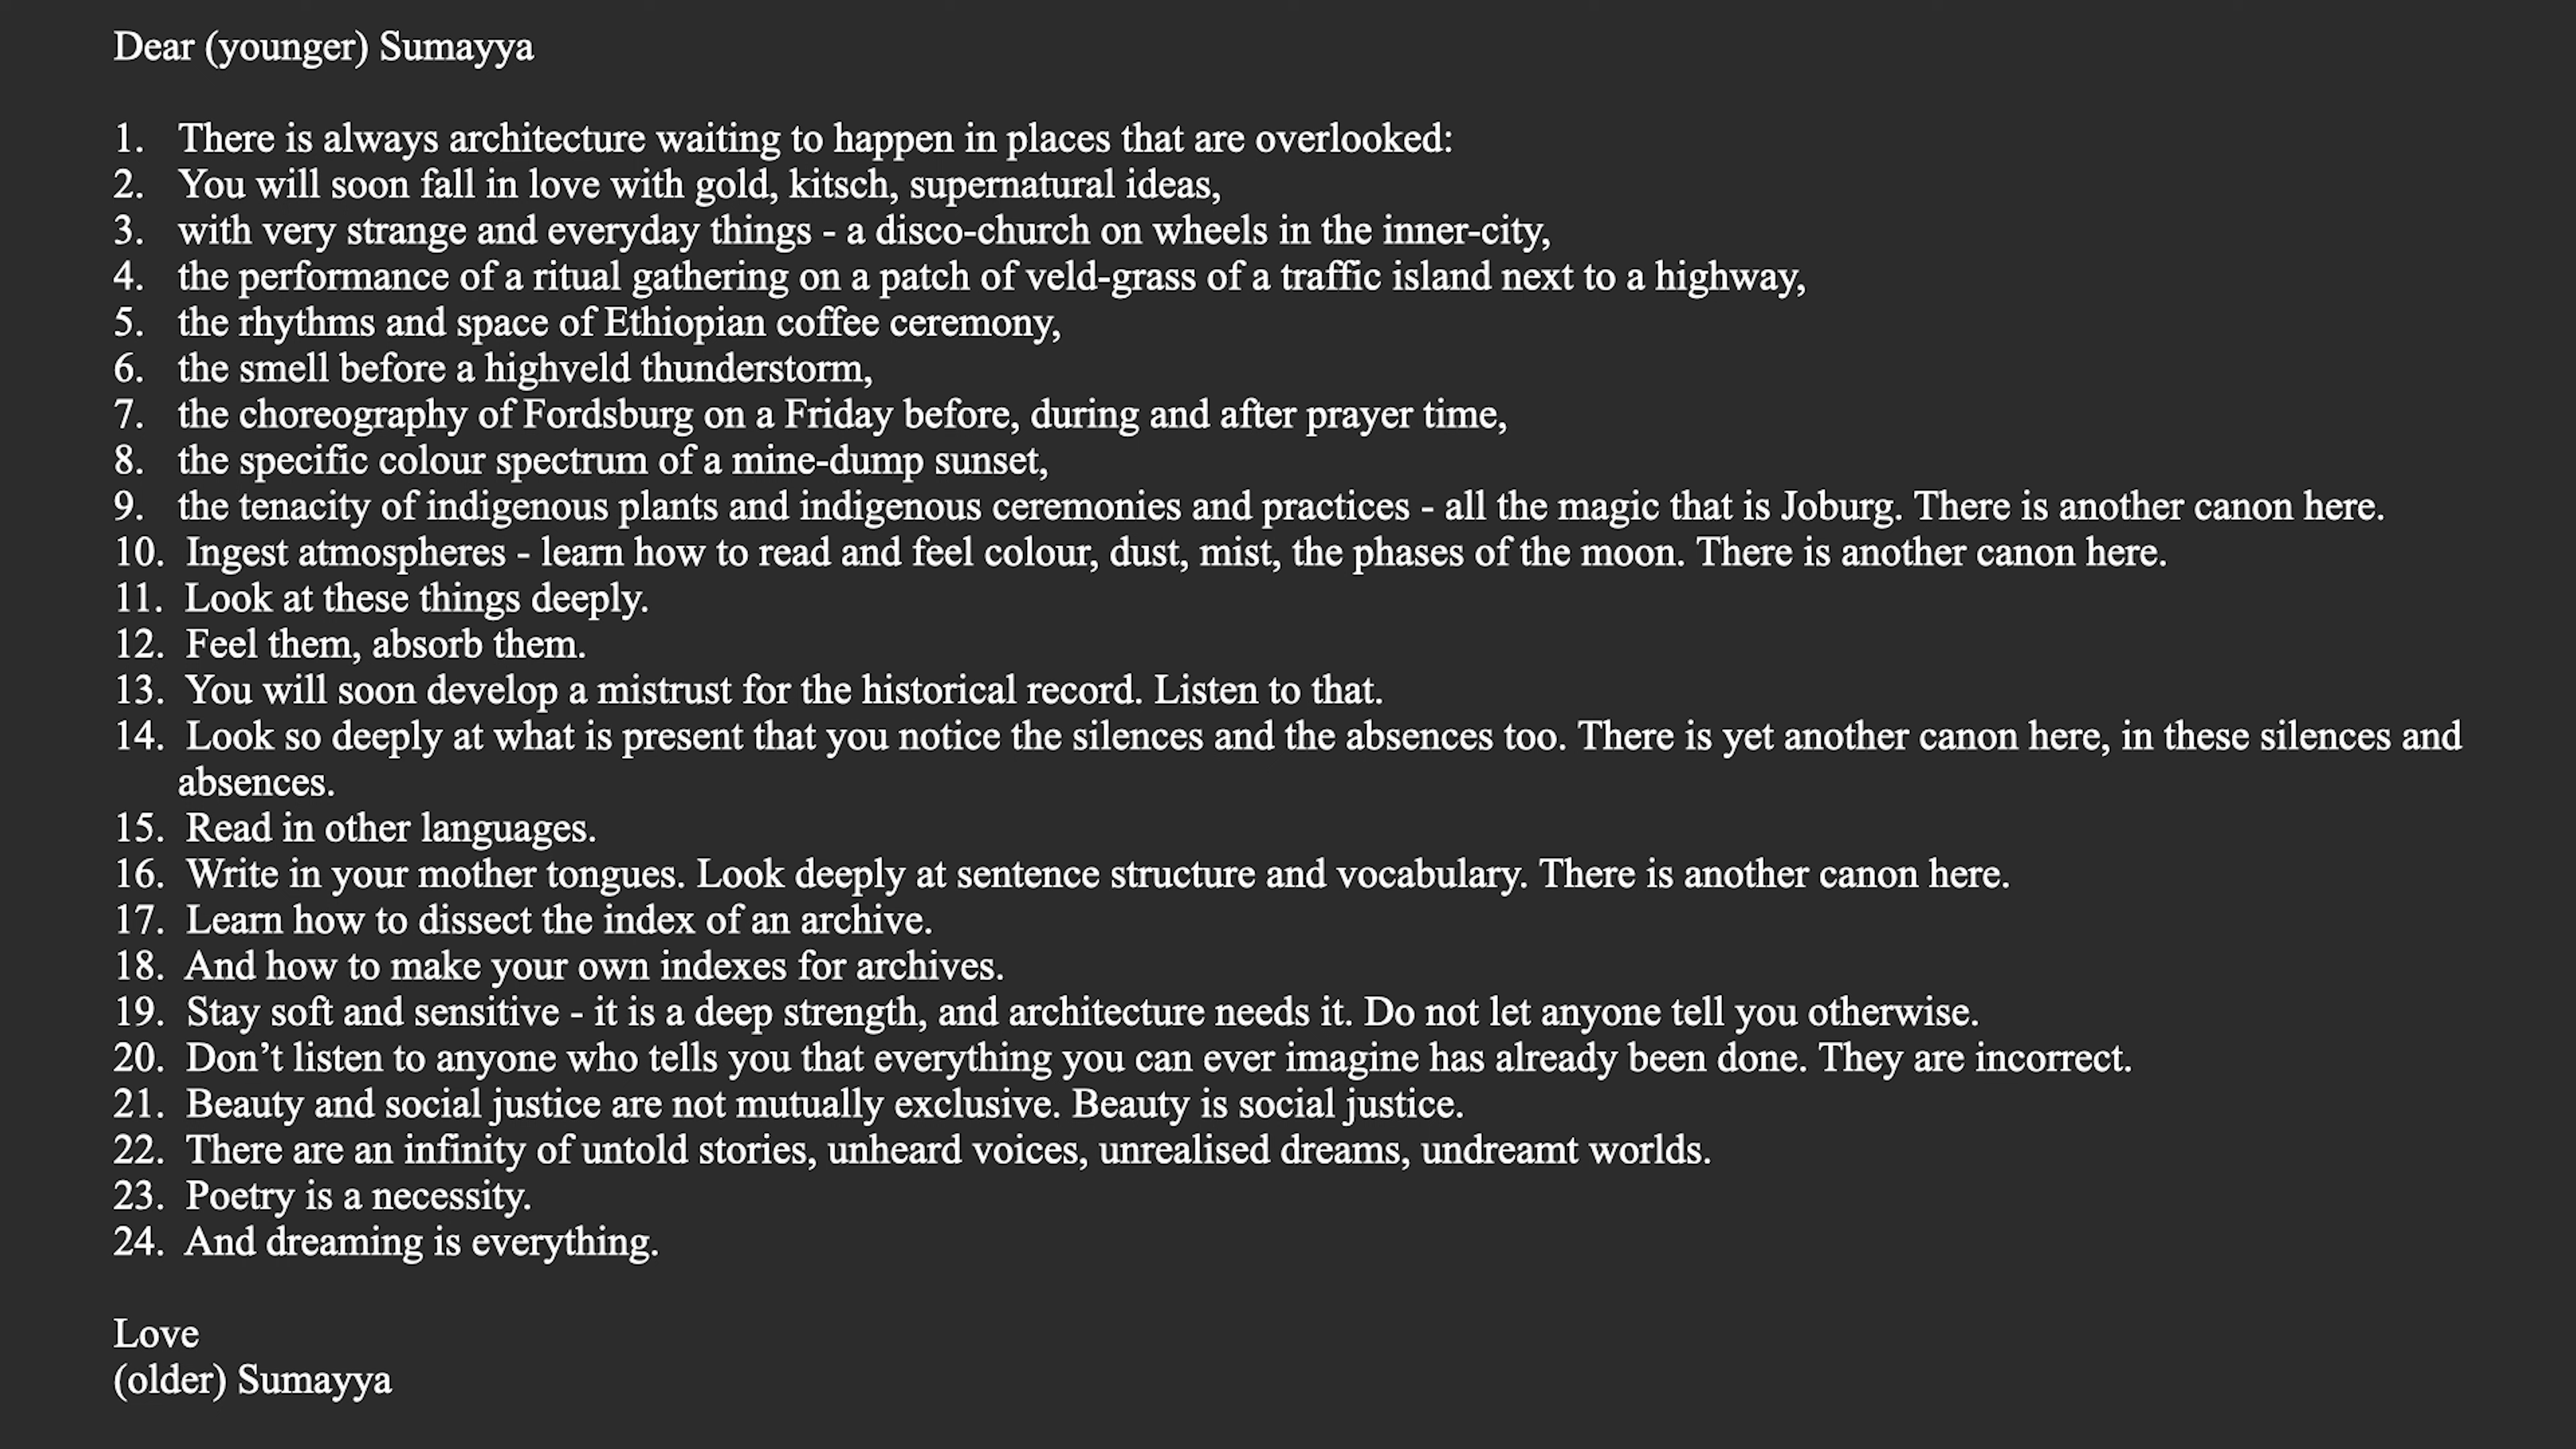 Dear (younger) Sumayya
1. There is always architecture waiting to happen in places that are overlooked:
2. You will soon fall in love with gold, kitsch, supernatural ideas,
3. with very strange and everyday things - a disco-church on wheels in the inner-city,
4. the performance of a ritual gathering on a patch of veld-grass of a traffic island next to a highway,
5. the rhythms and space of Ethiopian coffee ceremony,
6. the smell before a highveld thunderstorm,
7. the choreography of Fordsburg on a Friday before, during and after prayer time,
8. the specific colour spectrum of a mine-dump sunset,
9. the tenacity of indigenous plants and indigenous ceremonies and practices - all the magic that is Joburg. There is another canon here.
10. Ingest atmospheres - learn how to read and feel colour, dust, mist, the phases of the moon. There is another canon here.
11. Look at these things deeply.
12. Feel them, absorb them.
13. You will soon develop a mistrust for the historical record. Listen to that.
14. Look so deeply at what is present that you notice the silences and the absences too. There is yet another canon here, in these silences and
absences.
15. Read in other languages.
16. Write in your mother tongues. Look deeply at sentence structure and vocabulary. There is another canon here.
17. Learn how to dissect the index of an archive.
18. And how to make your own indexes for archives.
19. Stay soft and sensitive - it is a deep strength, and architecture needs it. Do not let anyone tell you otherwise.
20. Don’t listen to anyone who tells you that everything you can ever imagine has already been done. They are incorrect.
21. Beauty and social justice are not mutually exclusive. Beauty is social justice.
22. There are an infinity of untold stories, unheard voices, unrealised dreams, undreamt worlds.
23. Poetry is a necessity.
24. And dreaming is everything.
Love
(older) Sumayya